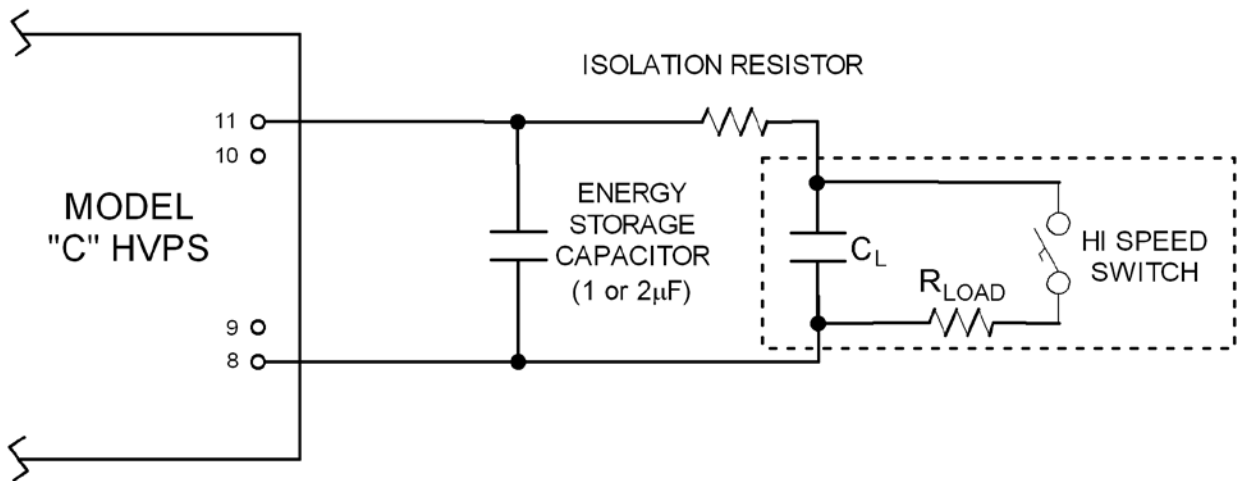 ISOLATION RESISTOR
11
10
MODEL
"C" HVPS
ENERGY
STORAGE
CAPACITOR
(1 or 2μF)
C_L
HI SPEED
SWITCH
R_LOAD
9
8